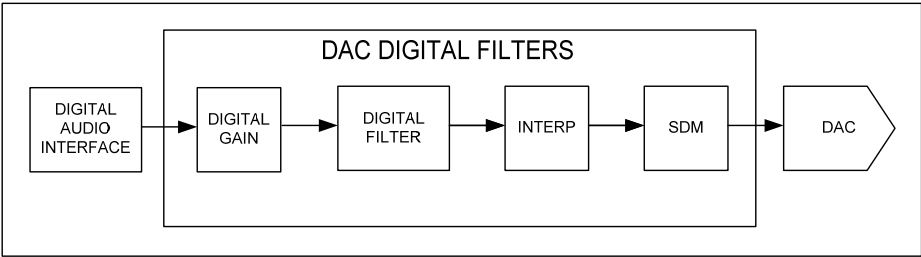 DAC DIGITAL FILTERS
DIGITAL
AUDIO
INTERFACE
DIGITAL
GAIN
DIGITAL
FILTER
INTERP
SDM
DAC